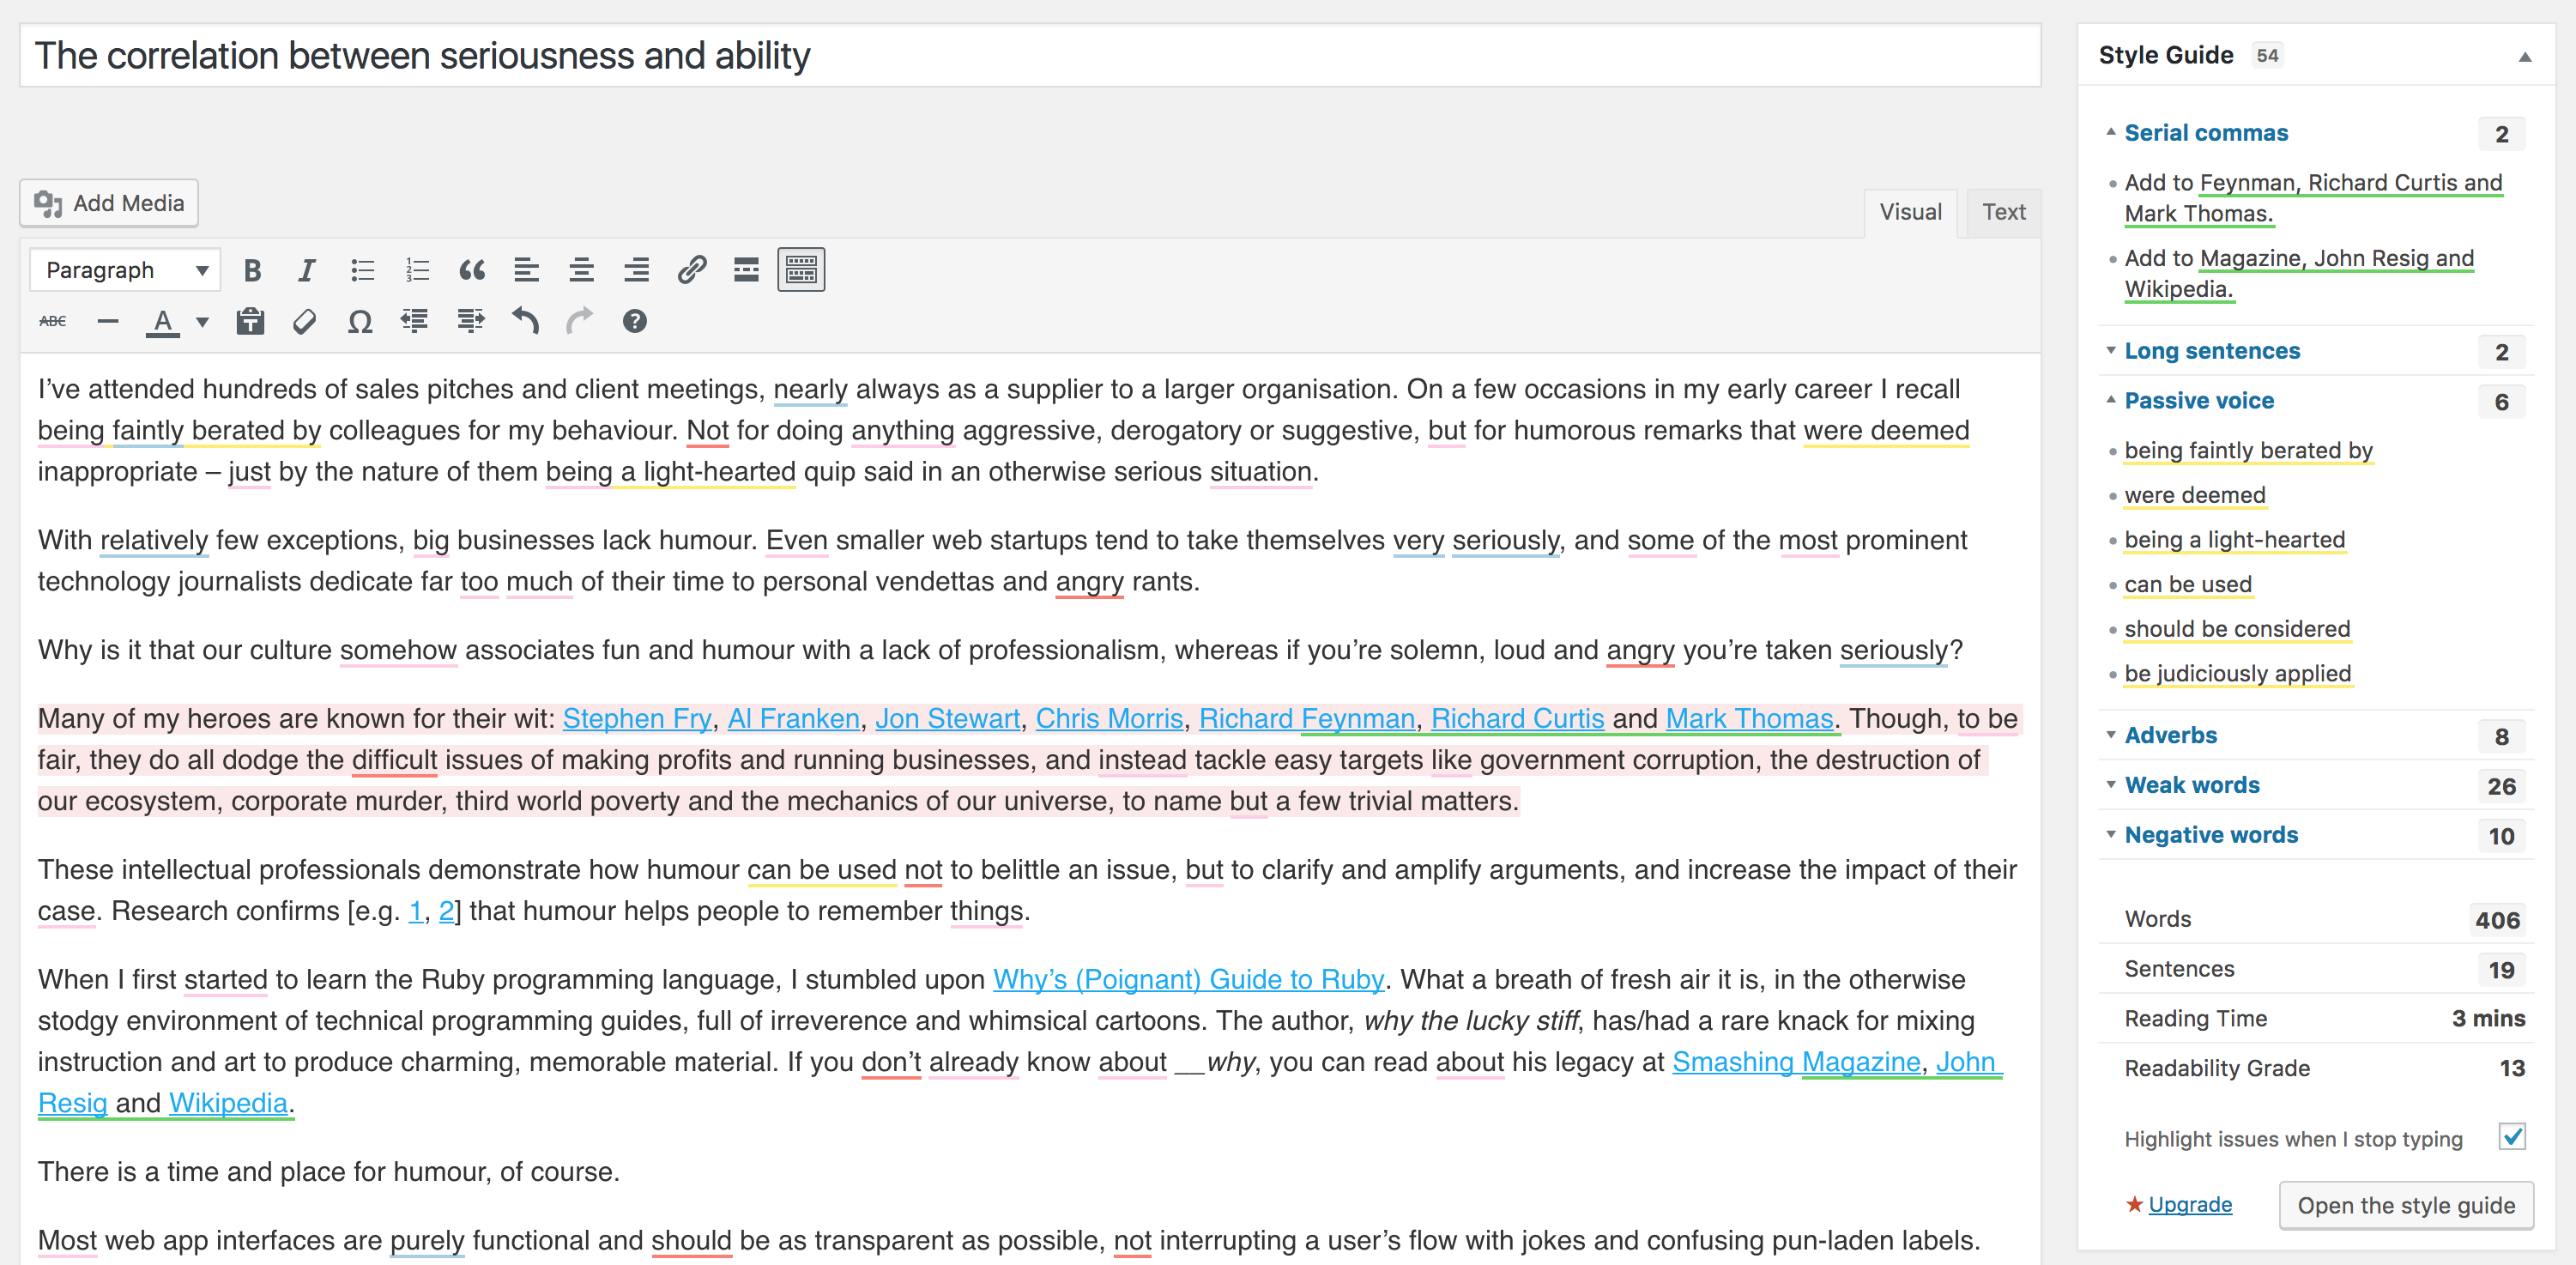 The correlation between seriousness and ability
Add Media
Visual
Text
Paragraph
B
I
ABC
A
I’ve attended hundreds of sales pitches and client meetings, nearly always as a supplier to a larger organisation. On a few occasions in my early career I recall
being faintly berated by colleagues for my behaviour. Not for doing anything aggressive, derogatory or suggestive, but for humorous remarks that were deemed
inappropriate – just by the nature of them being a light-hearted quip said in an otherwise serious situation.
With relatively few exceptions, big businesses lack humour. Even smaller web startups tend to take themselves very seriously, and some of the most prominent
technology journalists dedicate far too much of their time to personal vendettas and angry rants.
Why is it that our culture somehow associates fun and humour with a lack of professionalism, whereas if you’re solemn, loud and angry you’re taken seriously?
Many of my heroes are known for their wit: Stephen Fry, Al Franken, Jon Stewart, Chris Morris, Richard Feynman, Richard Curtis and Mark Thomas. Though, to be
fair, they do all dodge the difficult issues of making profits and running businesses, and instead tackle easy targets like government corruption, the destruction of
our ecosystem, corporate murder, third world poverty and the mechanics of our universe, to name but a few trivial matters.
These intellectual professionals demonstrate how humour can be used not to belittle an issue, but to clarify and amplify arguments, and increase the impact of their
case. Research confirms [e.g. 1, 2] that humour helps people to remember things.
When I first started to learn the Ruby programming language, I stumbled upon Why’s (Poignant) Guide to Ruby. What a breath of fresh air it is, in the otherwise
stodgy environment of technical programming guides, full of irreverence and whimsical cartoons. The author, why the lucky stiff, has/had a rare knack for mixing
instruction and art to produce charming, memorable material. If you don’t already know about __why, you can read about his legacy at Smashing Magazine, John
Resig and Wikipedia.
There is a time and place for humour, of course.
Most web app interfaces are purely functional and should be as transparent as possible, not interrupting a user’s flow with jokes and confusing pun-laden labels.
Style Guide 54
Serial commas 2
Add to Feynman, Richard Curtis and
Mark Thomas.
Add to Magazine, John Resig and
Wikipedia.
Long sentences 2
Passive voice 6
being faintly berated by
were deemed
being a light-hearted
can be used
should be considered
be judiciously applied
Adverbs 8
Weak words 26
Negative words 10
Words 406
Sentences 19
Reading Time 3 mins
Readability Grade 13
Highlight issues when I stop typing
Upgrade
Open the style guide